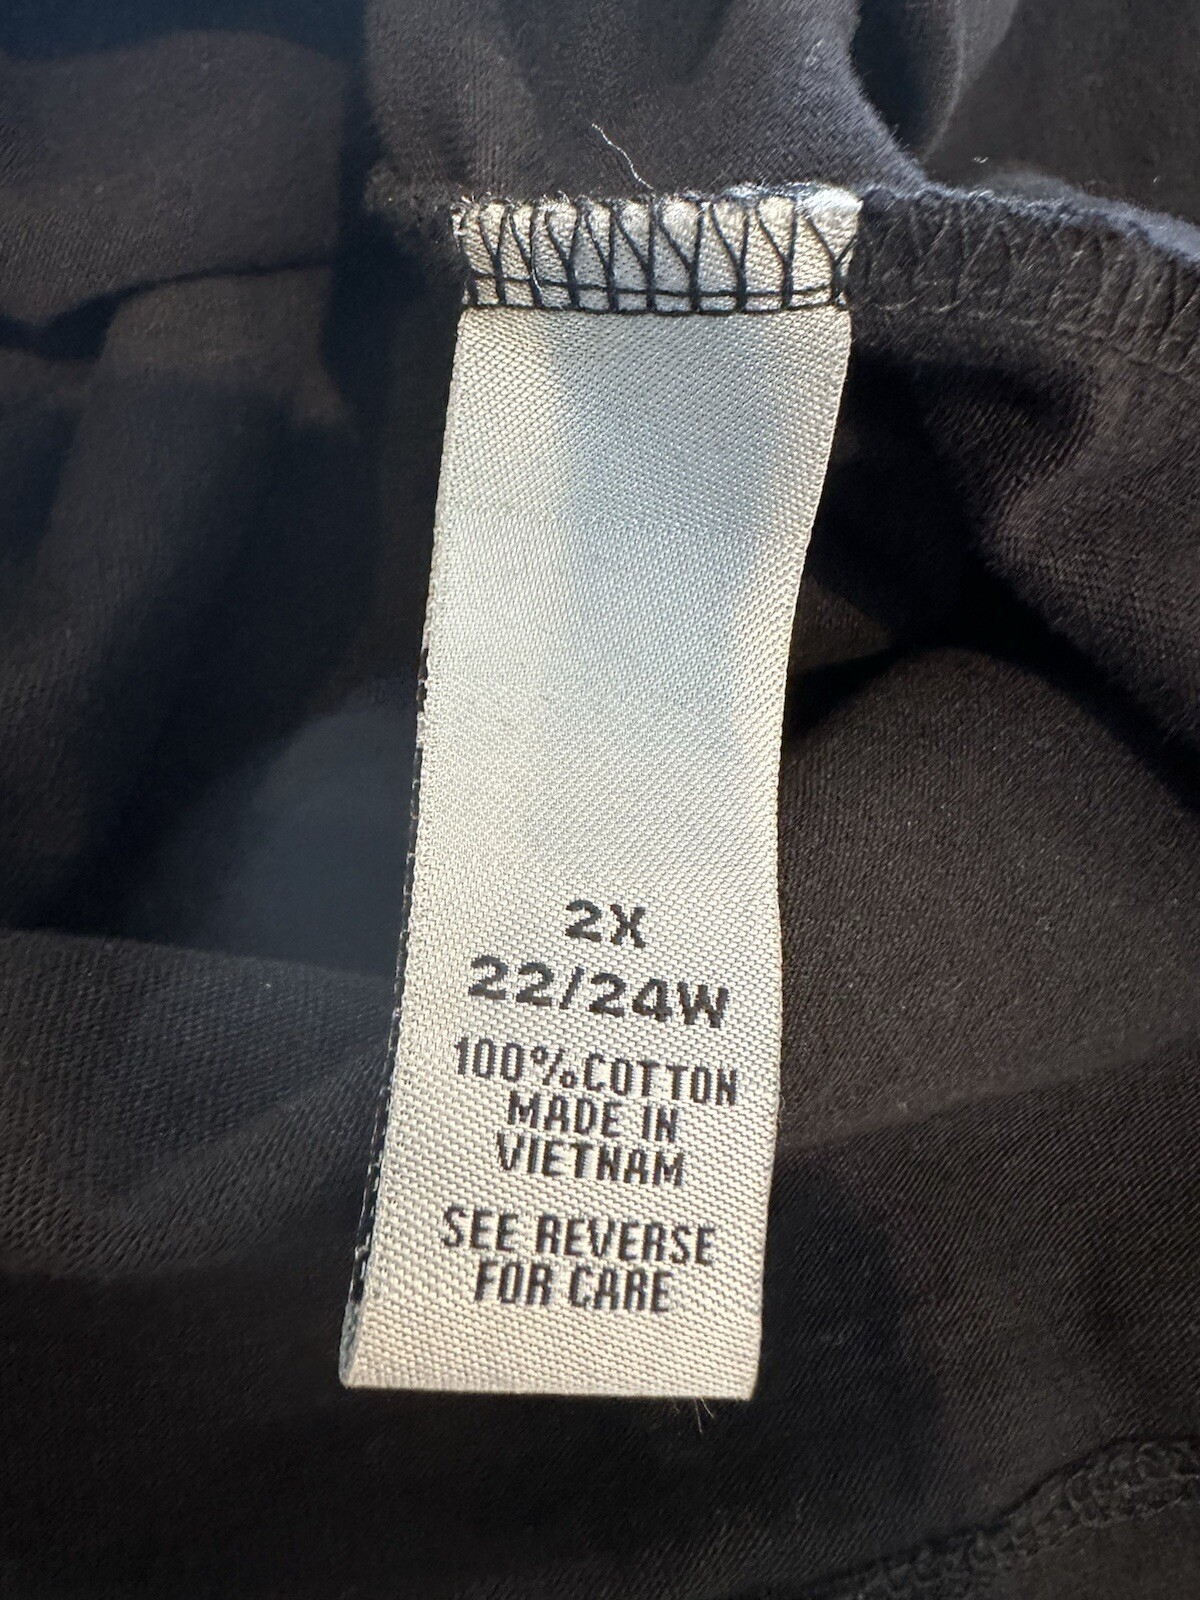 2X
22/24W
100%COTTON
MADE IN
VIETNAM
SEE REVERSE
FOR CARE